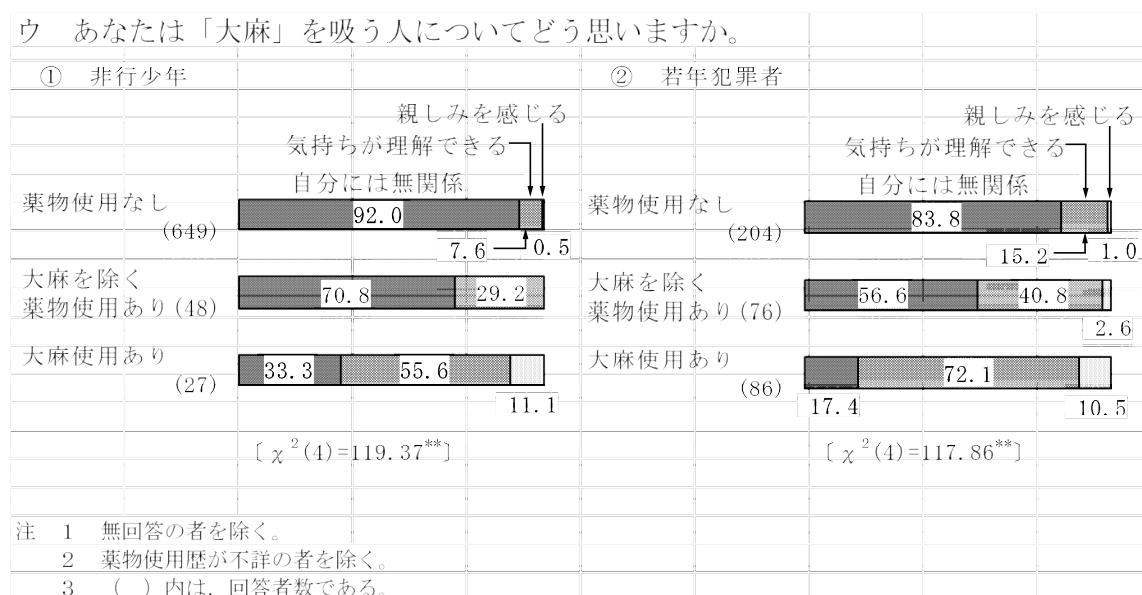 ウ あなたは「大麻」を吸う人についてどう思いますか。
① 非行少年
親しみを感じる
気持ちが理解できる
自分には無関係
薬物使用なし
(649)
92.0
7.6
0.5
大麻を除く
薬物使用あり(48)
70.8
29.2
大麻使用あり
(27)
33.3
55.6
11.1
〔χ²(4)=119.37**〕
② 若年犯罪者
親しみを感じる
気持ちが理解できる
自分には無関係
薬物使用なし
(204)
83.8
15.2
1.0
大麻を除く
薬物使用あり(76)
56.6
40.8
2.6
大麻使用あり
(86)
72.1
17.4
10.5
〔χ²(4)=117.86**〕
注 1 無回答の者を除く。
2 薬物使用歴が不詳の者を除く。
3 ( )内は,回答者数である。